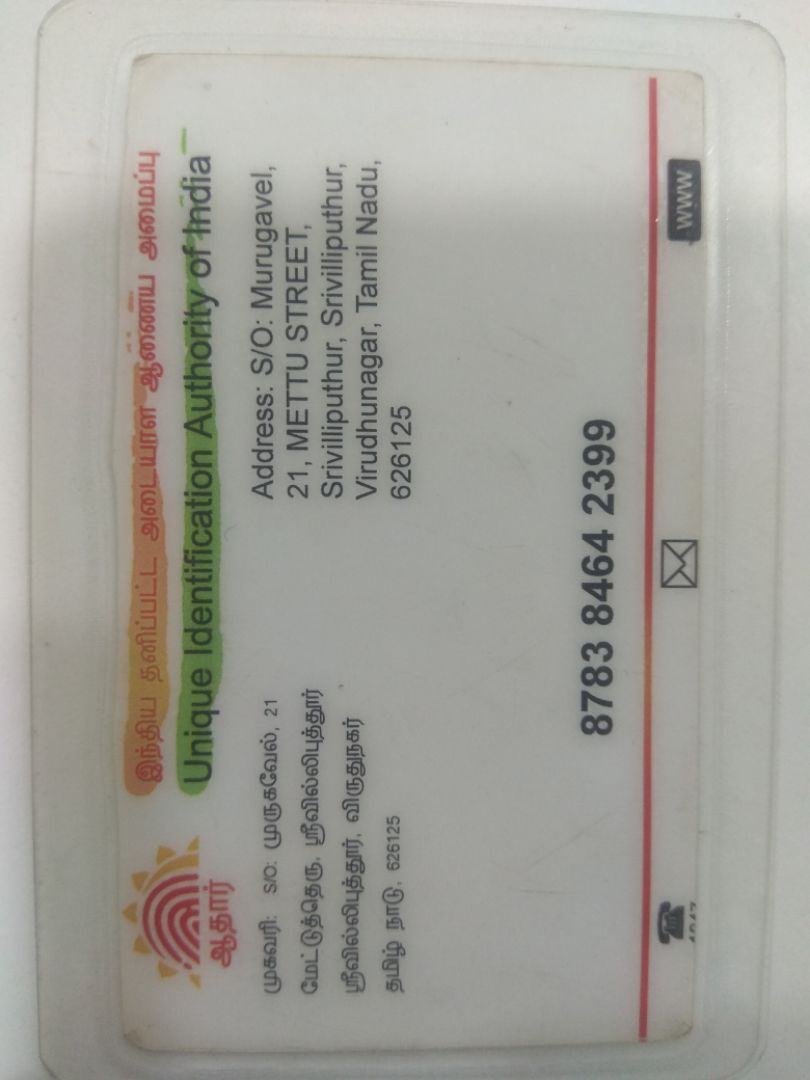 இந்திய தனிப்பட்ட அடையாள ஆணைய அமைப்பு
Unique Identification Authority of India
ஆதார்
முகவரி: S/O: முருகவேல், 21
மேட்டுத்தெரு, ஸ்ரீவில்லிபுத்தூர்
ஸ்ரீவில்லிபுத்தூர், விருதுநகர்
தமிழ் நாடு, 626125
Address: S/O: Murugavel,
21, METTU STREET,
Srivilliputhur, Srivilliputhur,
Virudhunagar, Tamil Nadu,
626125
8783 8464 2399
WWW